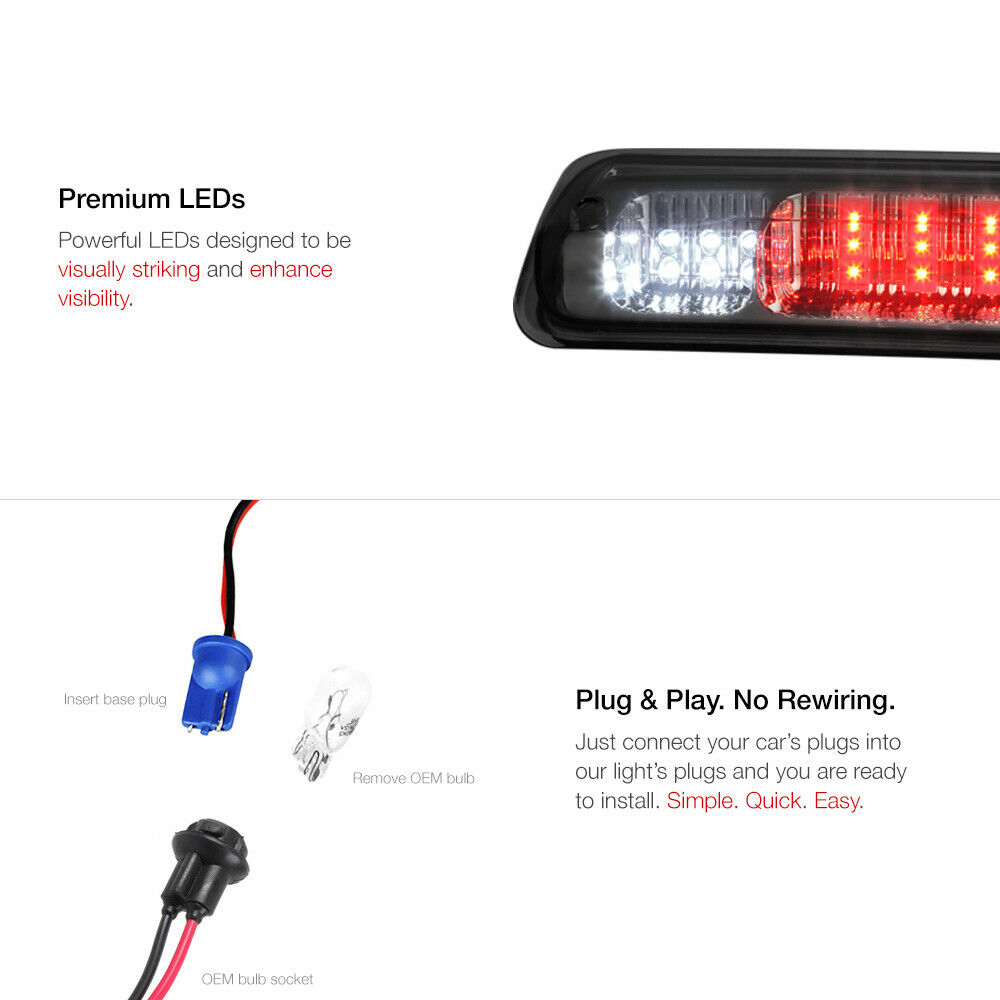 Premium LEDs
Powerful LEDs designed to be
visually striking and enhance
visibility.
Insert base plug
Remove OEM bulb
OEM bulb socket
Plug & Play. No Rewiring.
Just connect your car's plugs into
our light's plugs and you are ready
to install. Simple. Quick. Easy.